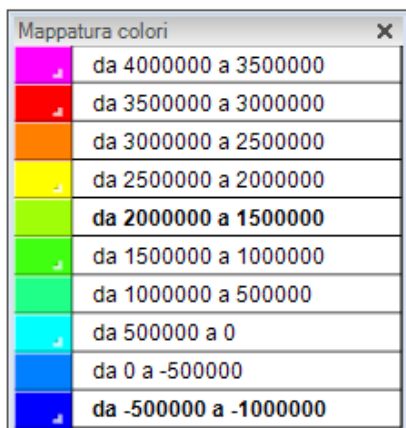 Mappatura colori
da 4000000 a 3500000
da 3500000 a 3000000
da 3000000 a 2500000
da 2500000 a 2000000
da 2000000 a 1500000
da 1500000 a 1000000
da 1000000 a 500000
da 500000 a 0
da 0 a -500000
da -500000 a -1000000